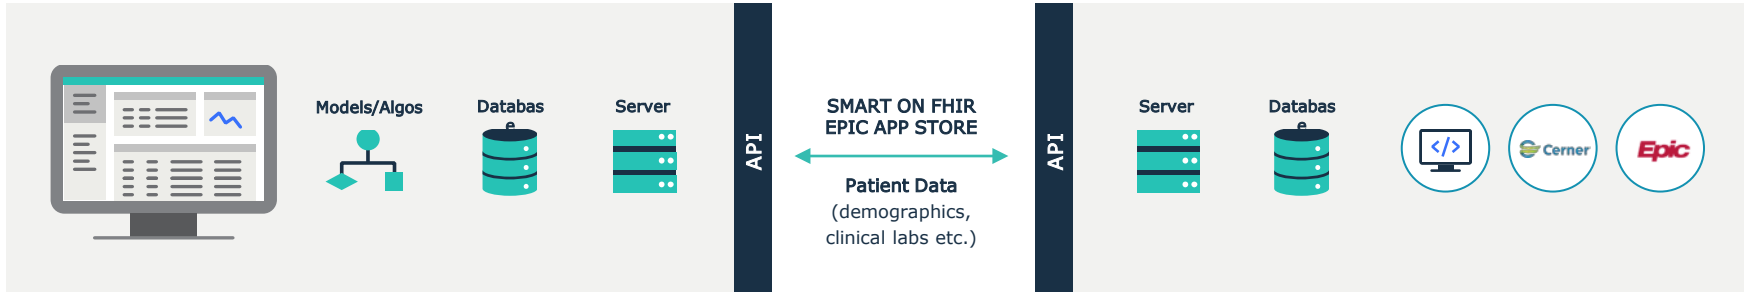 Models/Algos
Databas
e
Server
API
SMART ON FHIR
EPIC APP STORE
Patient Data
(demographics,
clinical labs etc.)
API
Server
Databas
e
</>
Cerner
Epic